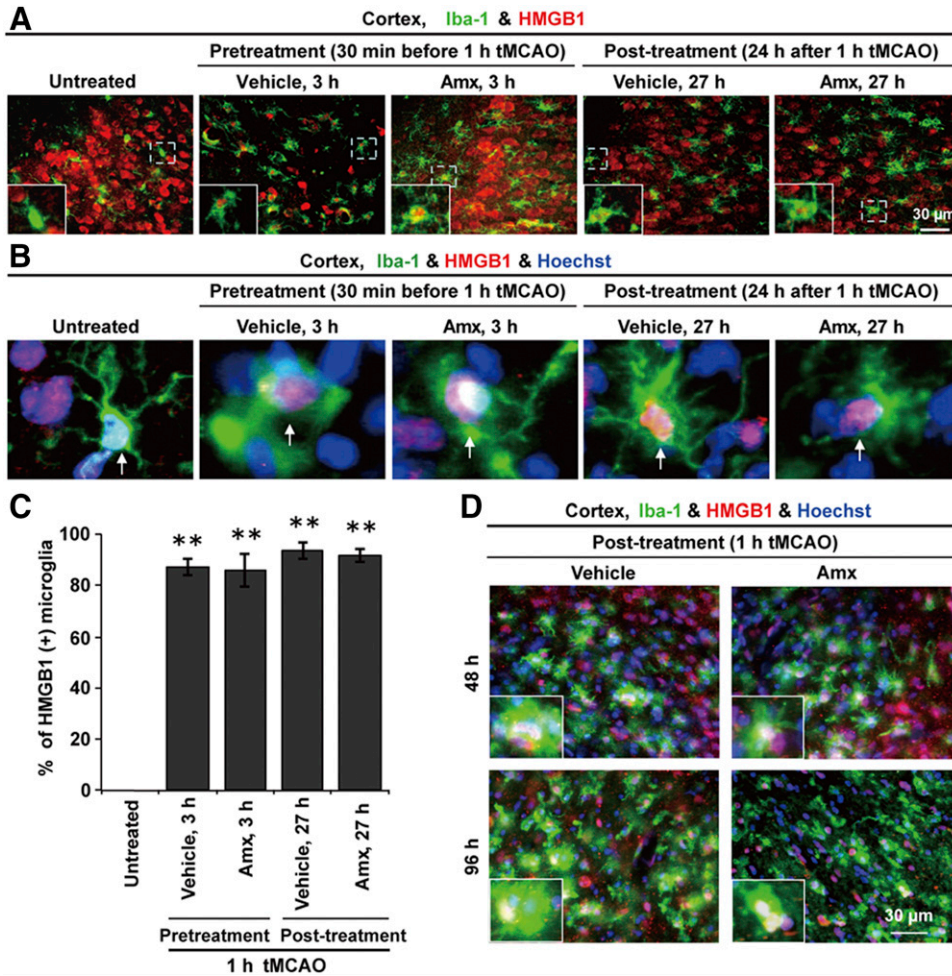 A
Cortex, Iba-1 & HMGB1
Pretreatment (30 min before 1 h tMCAO)
Post-treatment (24 h after 1 h tMCAO)
Untreated
Vehicle, 3 h
Amx, 3 h
Vehicle, 27 h
Amx, 27 h
30 µm
B
Cortex, Iba-1 & HMGB1 & Hoechst
Pretreatment (30 min before 1 h tMCAO)
Post-treatment (24 h after 1 h tMCAO)
Untreated
Vehicle, 3 h
Amx, 3 h
Vehicle, 27 h
Amx, 27 h
C
% of HMGB1 (+) microglia
100
80
60
40
20
0
**
**
**
**
Untreated
Vehicle, 3 h
Amx, 3 h
Vehicle, 27 h
Amx, 27 h
Pretreatment
Post-treatment
1 h tMCAO
D
Cortex, Iba-1 & HMGB1 & Hoechst
Post-treatment (1 h tMCAO)
Vehicle
Amx
48 h
96 h
30 µm